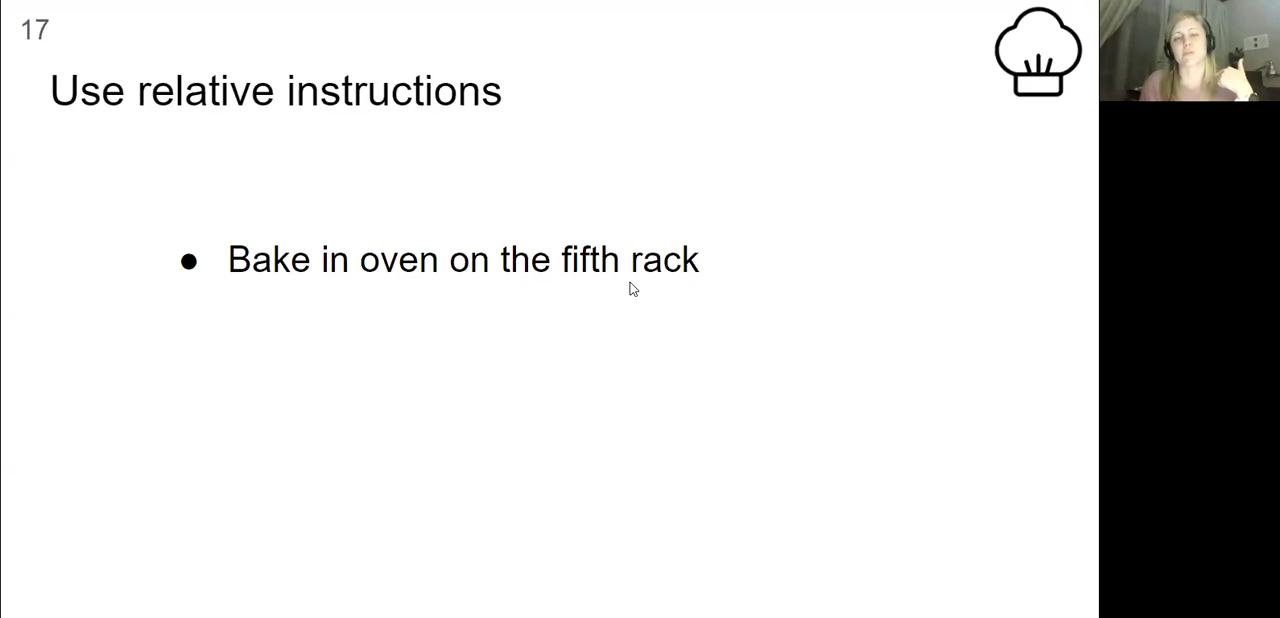 17
Use relative instructions
● Bake in oven on the fifth rack